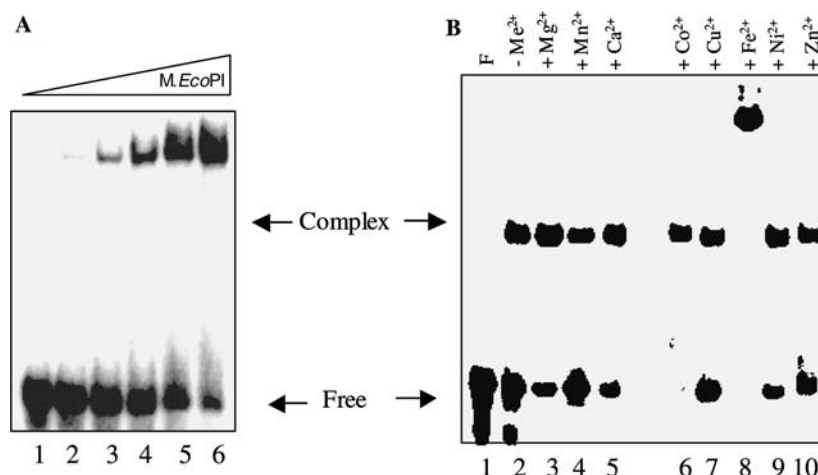 A
M.EcoPI
1 2 3 4 5 6
Complex
Free
B
F
- Me²⁺
+ Mg²⁺
+ Mn²⁺
+ Ca²⁺
+ Co²⁺
+ Cu²⁺
+ Fe²⁺
+ Ni²⁺
+ Zn²⁺
1 2 3 4 5 6 7 8 9 10